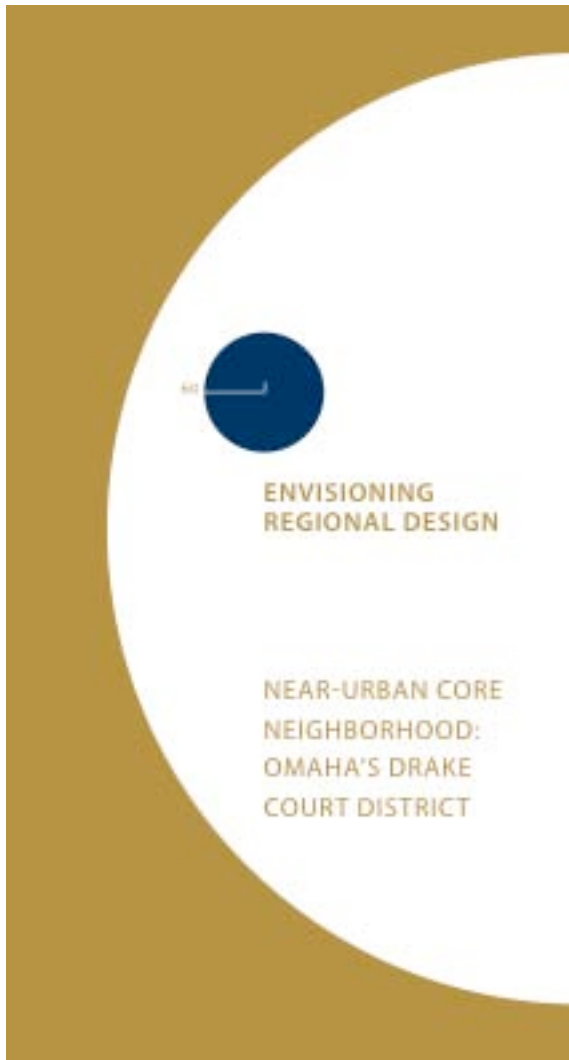 ENVISIONING
REGIONAL DESIGN
NEAR-URBAN CORE
NEIGHBORHOOD:
OMAHA'S DRAKE
COURT DISTRICT